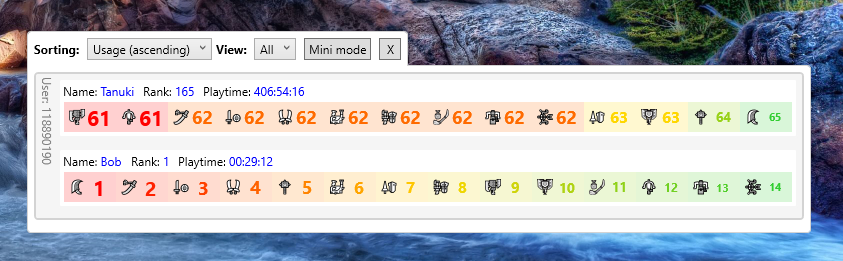 Sorting: Usage (ascending) View: All Mini mode X
User: 118890190
Name: Tanuki Rank: 165 Playtime: 406:54:16
61 61 62 62 62 62 62 62 62 62 63 63 64 65
Name: Bob Rank: 1 Playtime: 00:29:12
1 2 3 4 5 6 7 8 9 10 11 12 13 14